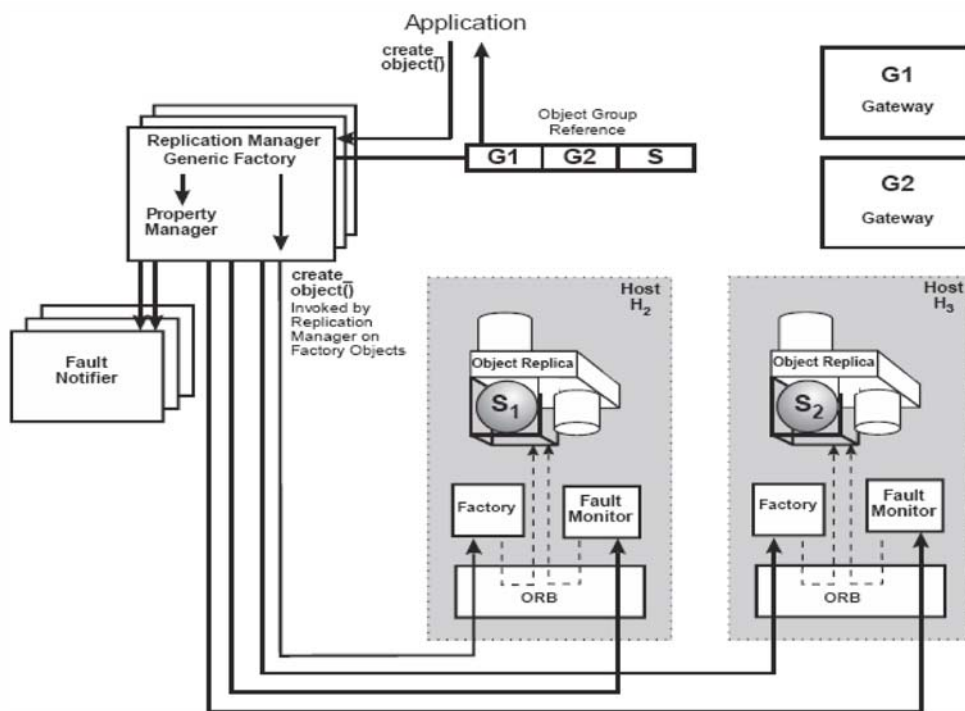 Application
create_
object()
Object Group
Reference
G1 G2 S
G1
Gateway
G2
Gateway
Replication Manager
Generic Factory
Property
Manager
create_
object()
Invoked by
Replication
Manager on
Factory Objects
Fault
Notifier
Host
H2
Object Replica
S1
Factory
Fault
Monitor
ORB
Host
H3
Object Replica
S2
Factory
Fault
Monitor
ORB